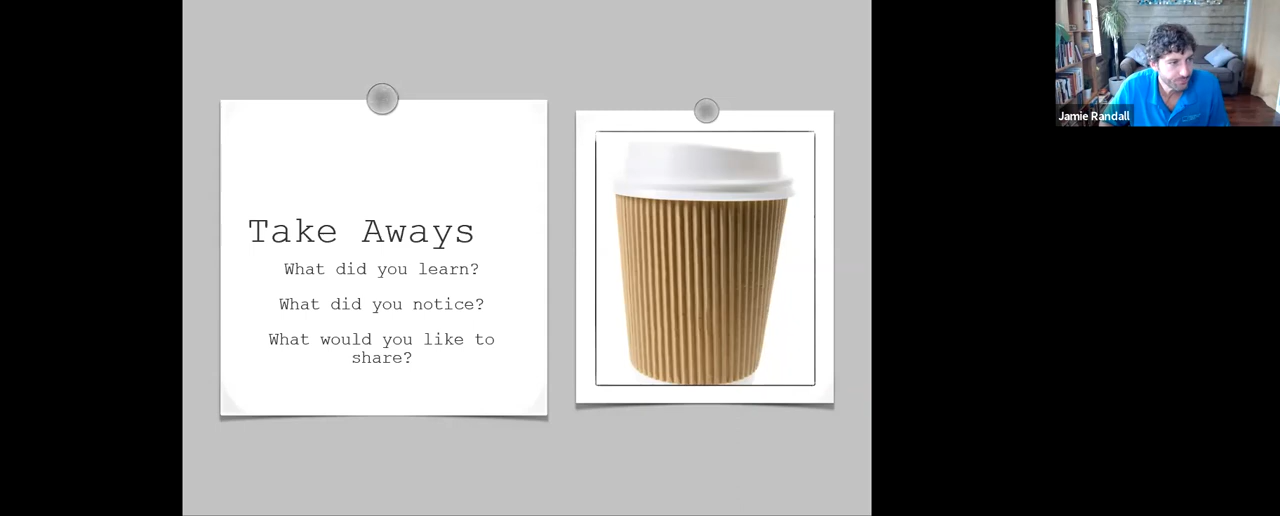 Take Aways
What did you learn?
What did you notice?
What would you like to
share?
Jamie Randall